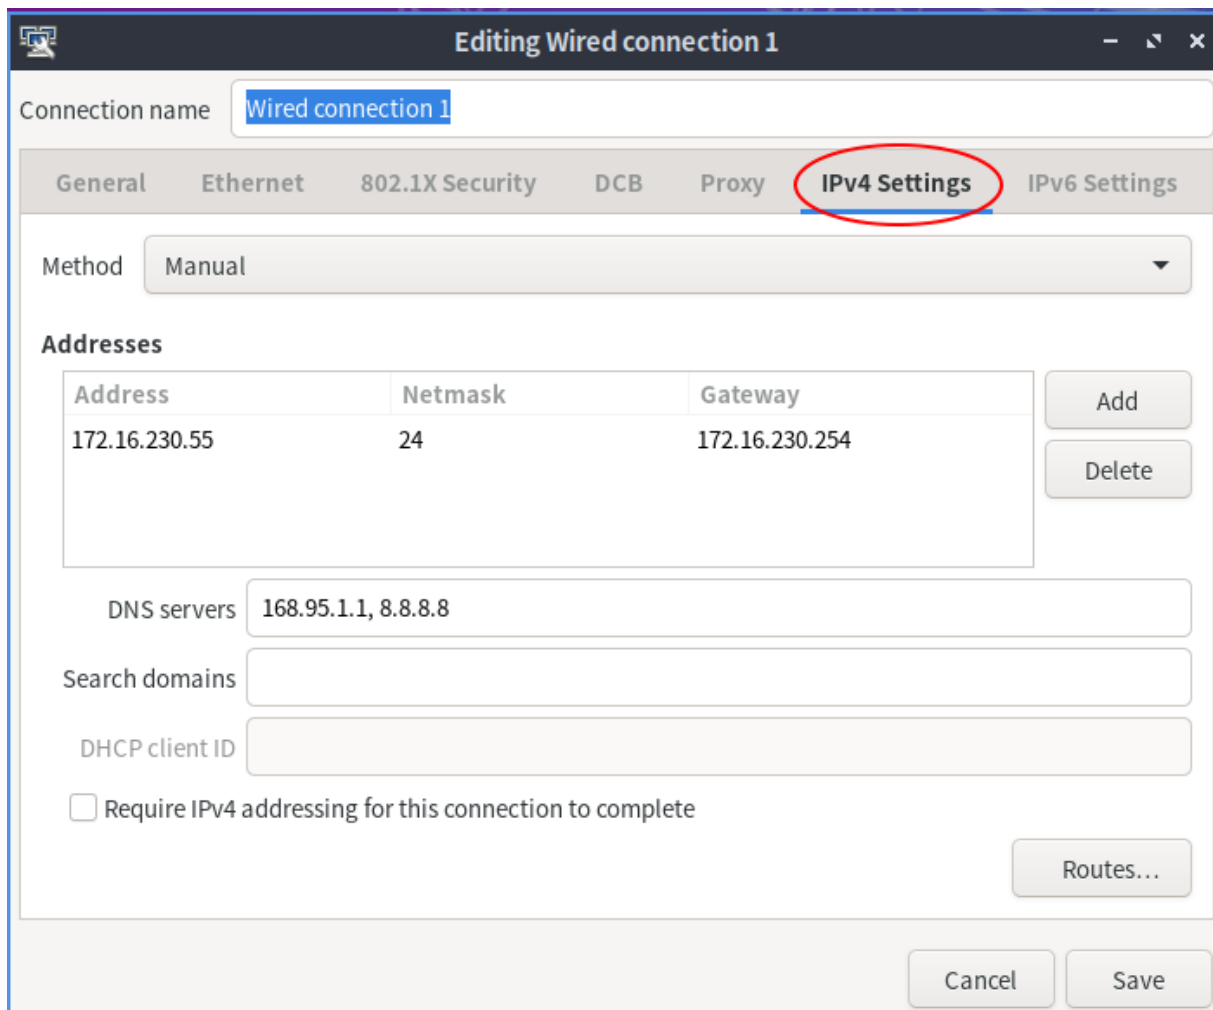 Editing Wired connection 1
Connection name Wired connection 1
General Ethernet 802.1X Security DCB Proxy IPv4 Settings IPv6 Settings
Method Manual
Addresses
Address Netmask Gateway
172.16.230.55 24 172.16.230.254
Add
Delete
DNS servers 168.95.1.1, 8.8.8.8
Search domains
DHCP client ID
Require IPv4 addressing for this connection to complete
Routes...
Cancel Save